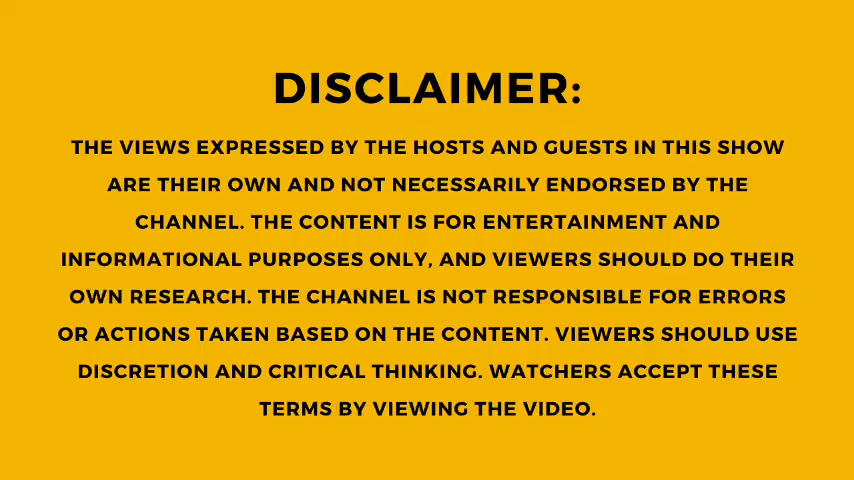 DISCLAIMER:
THE VIEWS EXPRESSED BY THE HOSTS AND GUESTS IN THIS SHOW
ARE THEIR OWN AND NOT NECESSARILY ENDORSED BY THE
CHANNEL. THE CONTENT IS FOR ENTERTAINMENT AND
INFORMATIONAL PURPOSES ONLY, AND VIEWERS SHOULD DO THEIR
OWN RESEARCH. THE CHANNEL IS NOT RESPONSIBLE FOR ERRORS
OR ACTIONS TAKEN BASED ON THE CONTENT. VIEWERS SHOULD USE
DISCRETION AND CRITICAL THINKING. WATCHERS ACCEPT THESE
TERMS BY VIEWING THE VIDEO.